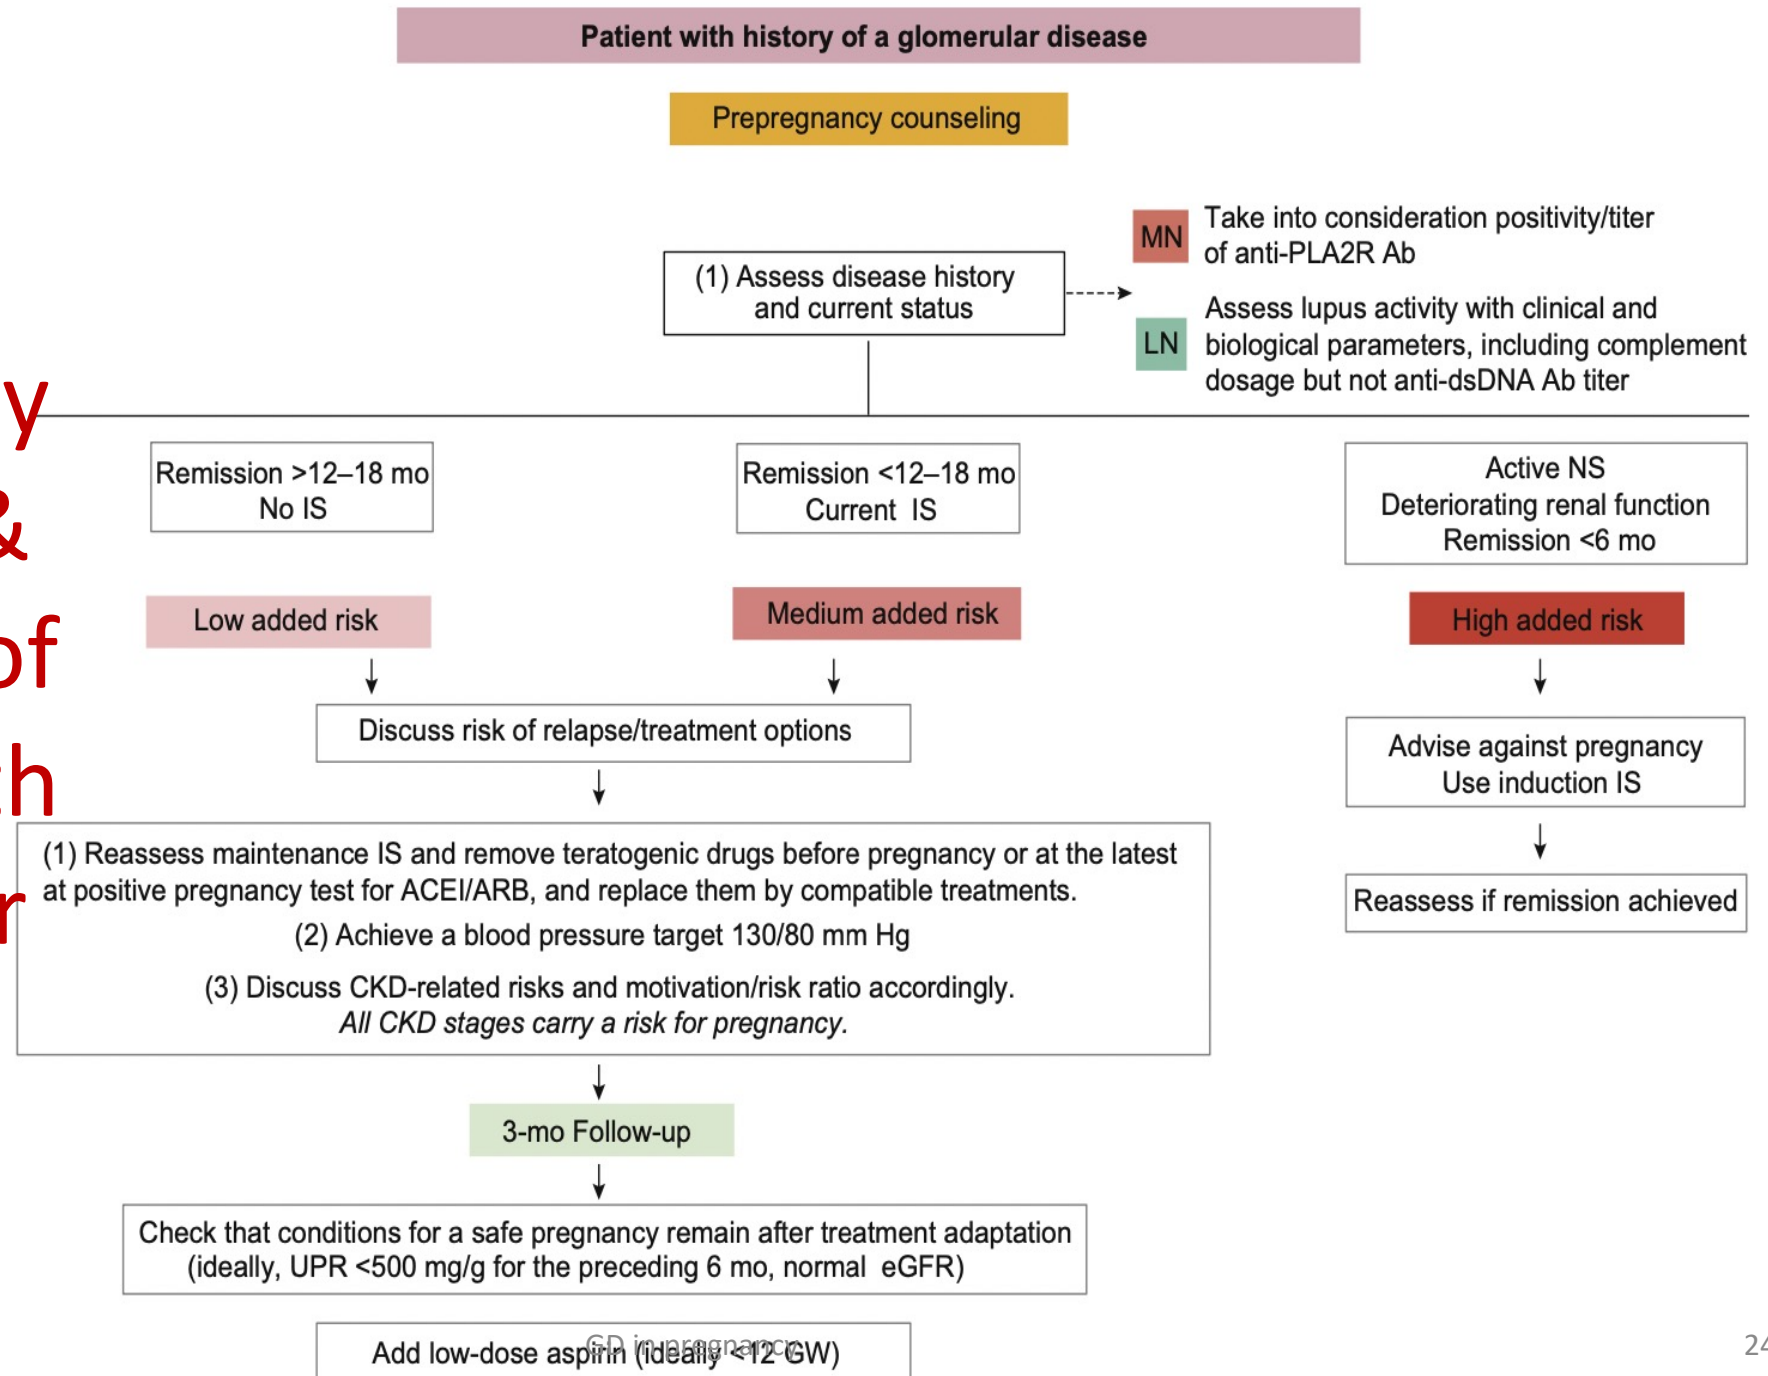 Patient with history of a glomerular disease
Prepregnancy counseling
(1) Assess disease history
and current status
MN
Take into consideration positivity/titer
of anti-PLA2R Ab
LN
Assess lupus activity with clinical and
biological parameters, including complement
dosage but not anti-dsDNA Ab titer
y
&
of
th
r
Remission >12–18 mo
No IS
Remission <12–18 mo
Current IS
Active NS
Deteriorating renal function
Remission <6 mo
Low added risk
Medium added risk
High added risk
Discuss risk of relapse/treatment options
Advise against pregnancy
Use induction IS
Reassess if remission achieved
(1) Reassess maintenance IS and remove teratogenic drugs before pregnancy or at the latest
at positive pregnancy test for ACEI/ARB, and replace them by compatible treatments.
(2) Achieve a blood pressure target 130/80 mm Hg
(3) Discuss CKD-related risks and motivation/risk ratio accordingly.
All CKD stages carry a risk for pregnancy.
3-mo Follow-up
Check that conditions for a safe pregnancy remain after treatment adaptation
(ideally, UPR <500 mg/g for the preceding 6 mo, normal eGFR)
Add low-dose aspirin (ideally <12 GW)
GD in pregnancy
24